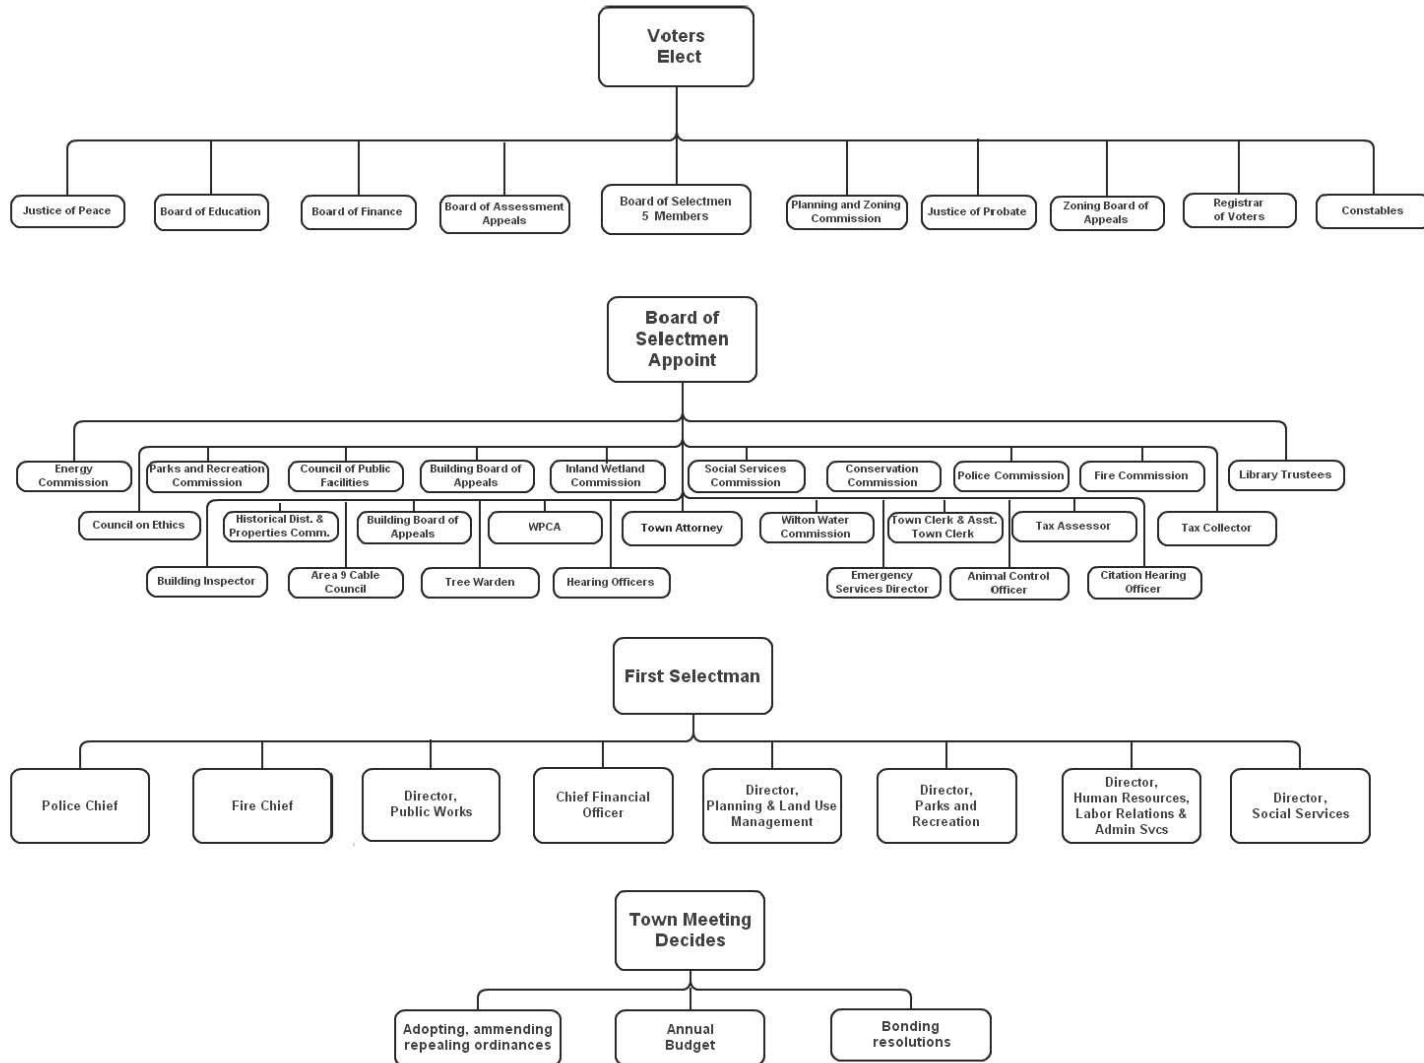 Voters
Elect
Justice of Peace
Board of Education
Board of Finance
Board of Assessment
Appeals
Board of Selectmen
5 Members
Planning and Zoning
Commission
Justice of Probate
Zoning Board of
Appeals
Registrar
of Voters
Constables
Board of
Selectmen
Appoint
Energy
Commission
Parks and Recreation
Commission
Council of Public
Facilities
Building Board of
Appeals
Inland Wetland
Commission
Social Services
Commission
Conservation
Commission
Police Commission
Fire Commission
Library Trustees
Council on Ethics
Historical Dist. &
Properties Comm.
Building Board of
Appeals
WPCA
Town Attorney
Wilton Water
Commission
Town Clerk & Asst.
Town Clerk
Tax Assessor
Tax Collector
Building Inspector
Area 9 Cable
Council
Tree Warden
Hearing Officers
Emergency
Services Director
Animal Control
Officer
Citation Hearing
Officer
First Selectman
Police Chief
Fire Chief
Director,
Public Works
Chief Financial
Officer
Director,
Planning & Land Use
Management
Director,
Parks and
Recreation
Director,
Human Resources,
Labor Relations &
Admin Svcs
Director,
Social Services
Town Meeting
Decides
Adopting, ammending
repealing ordinances
Annual
Budget
Bonding
resolutions